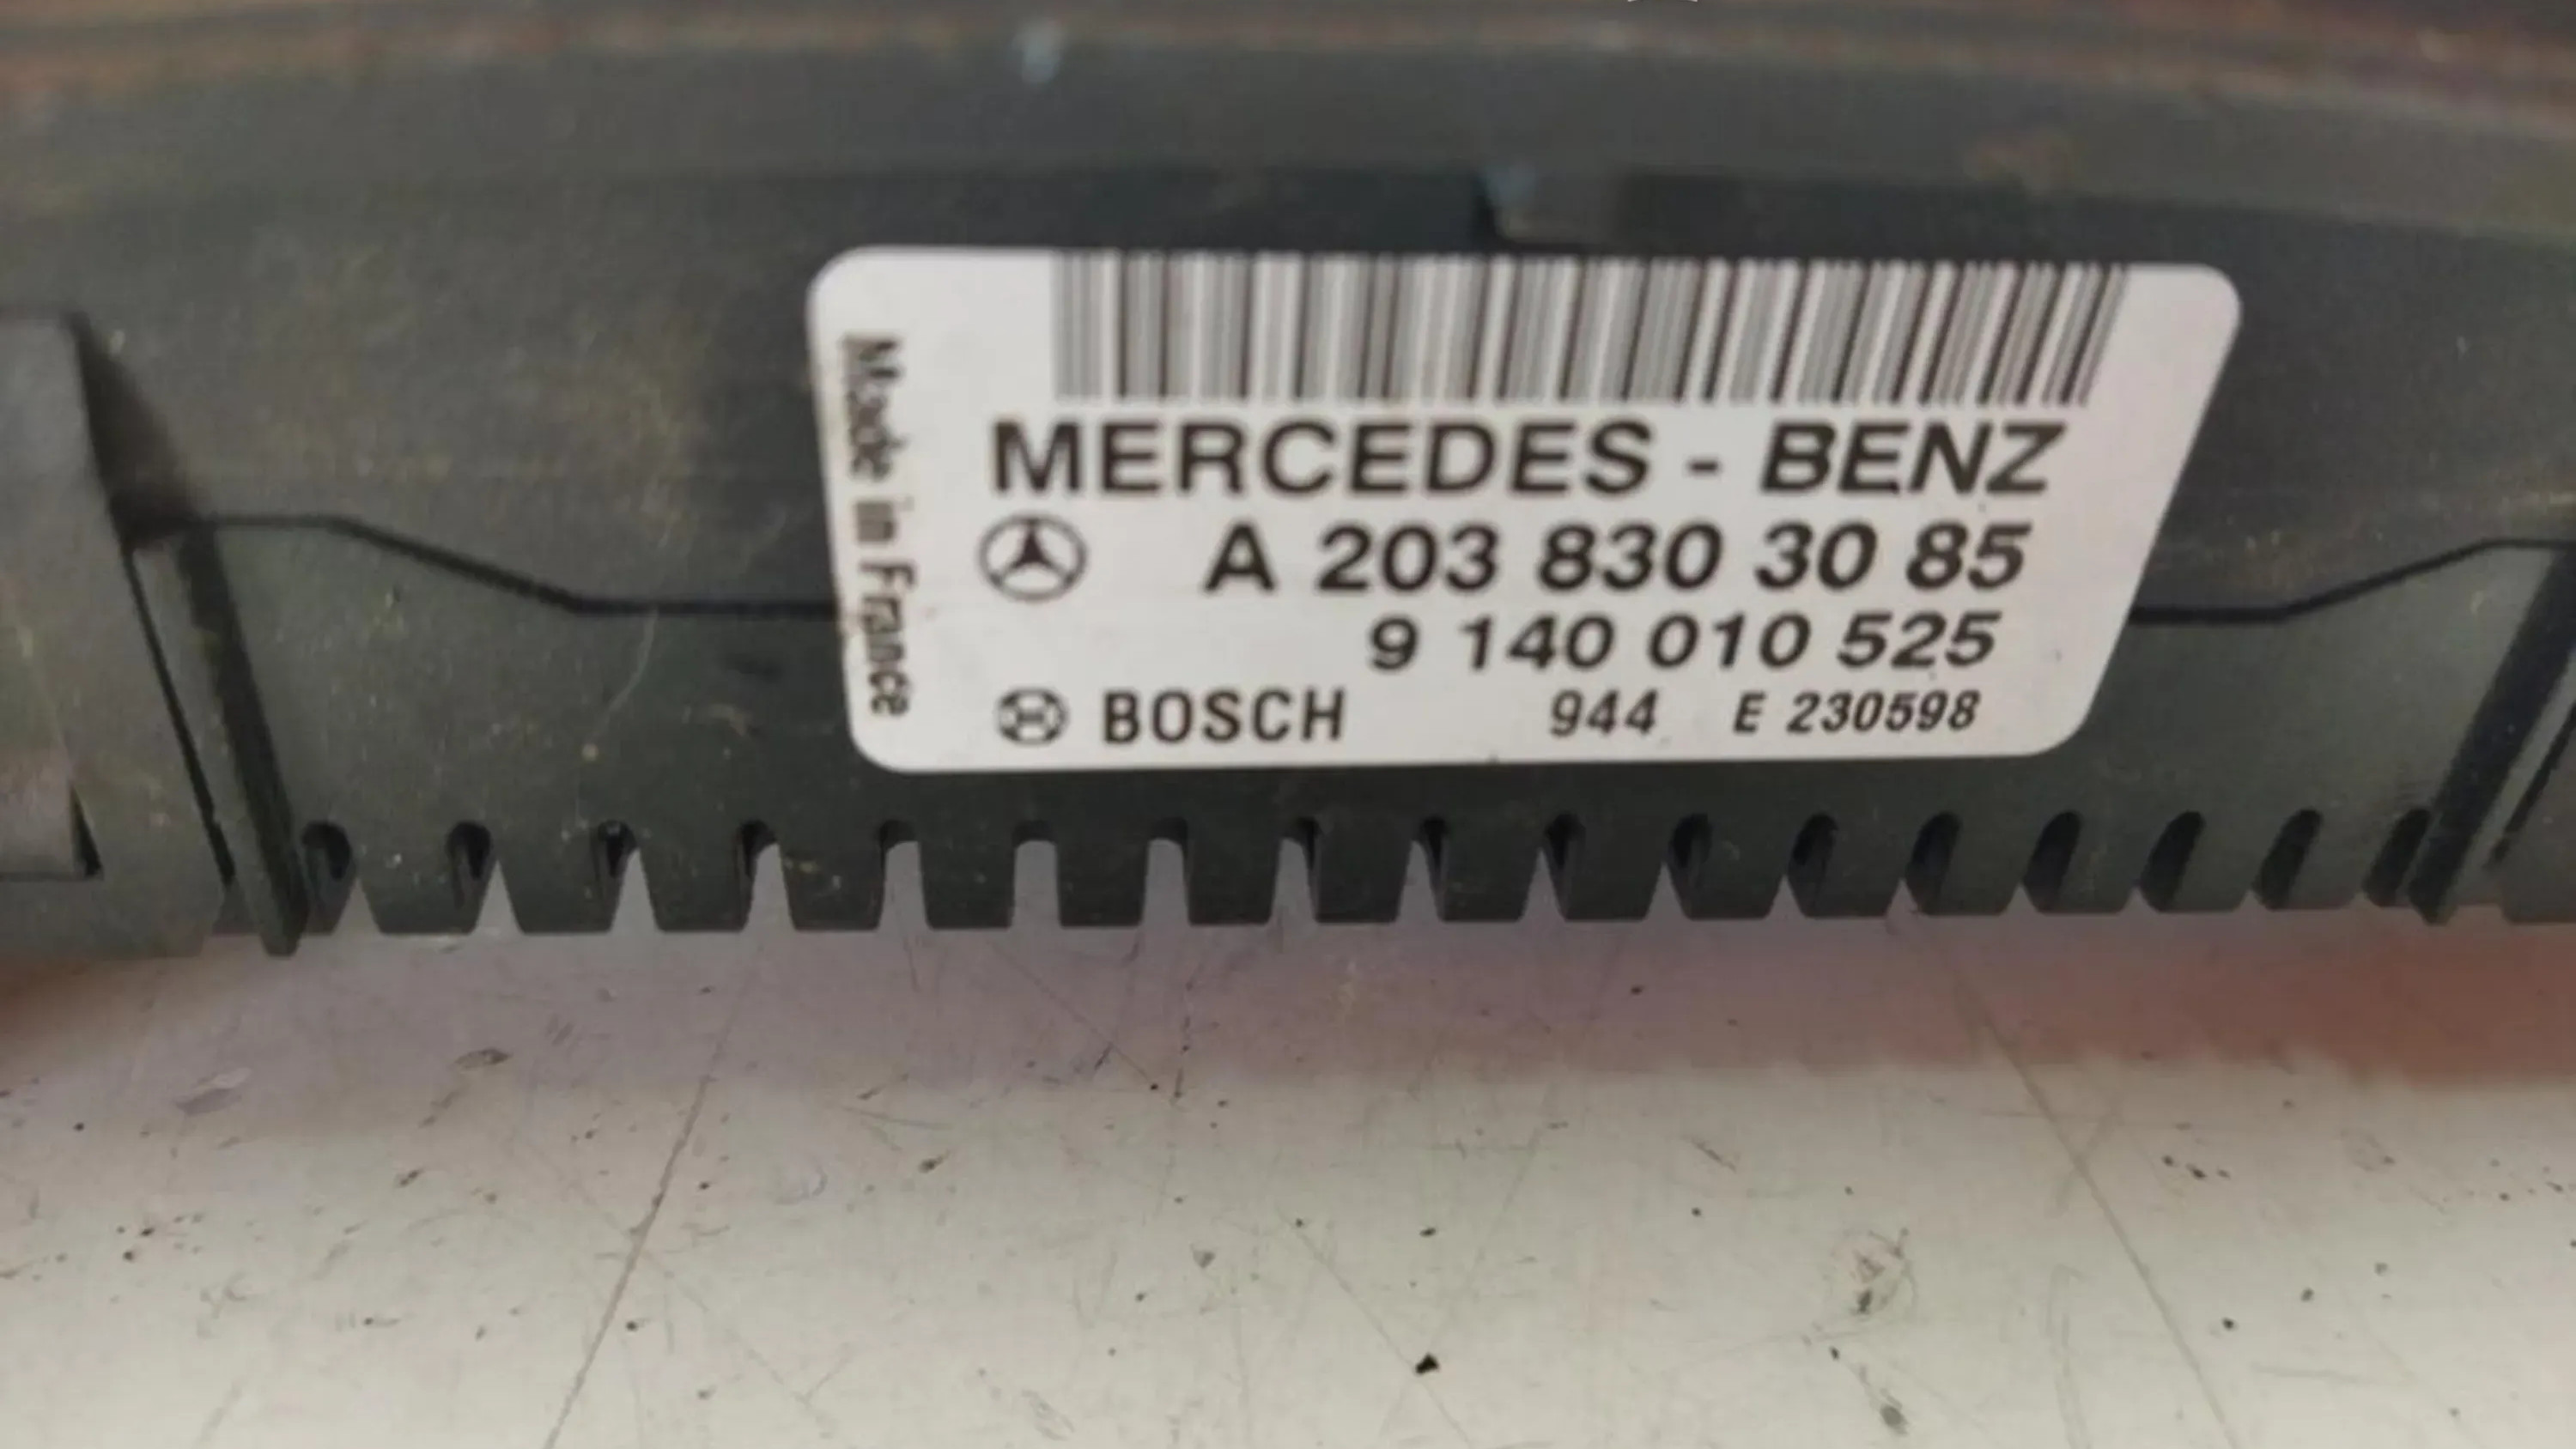 Made in France
MERCEDES - BENZ
A 203 830 30 85
9 140 010 525
BOSCH 944 E 230598